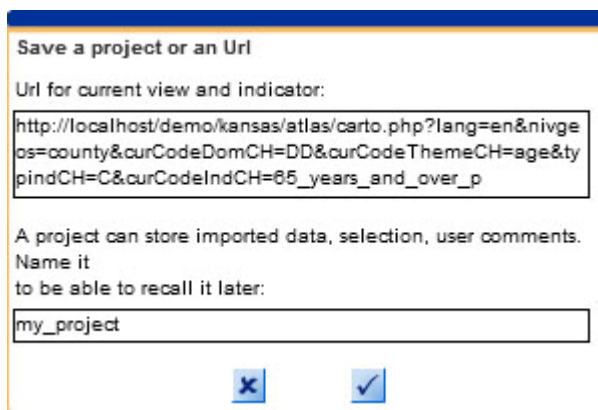 Save a project or an Url
Url for current view and indicator:
http://localhost/demo/kansas/atlas/carto.php?lang=en&nivge
os=county&curCodeDomCH=DD&curCodeThemeCH=age&ty
pindCH=C&curCodeIndCH=65_years_and_over_p
A project can store imported data, selection, user comments.
Name it
to be able to recall it later:
my_project